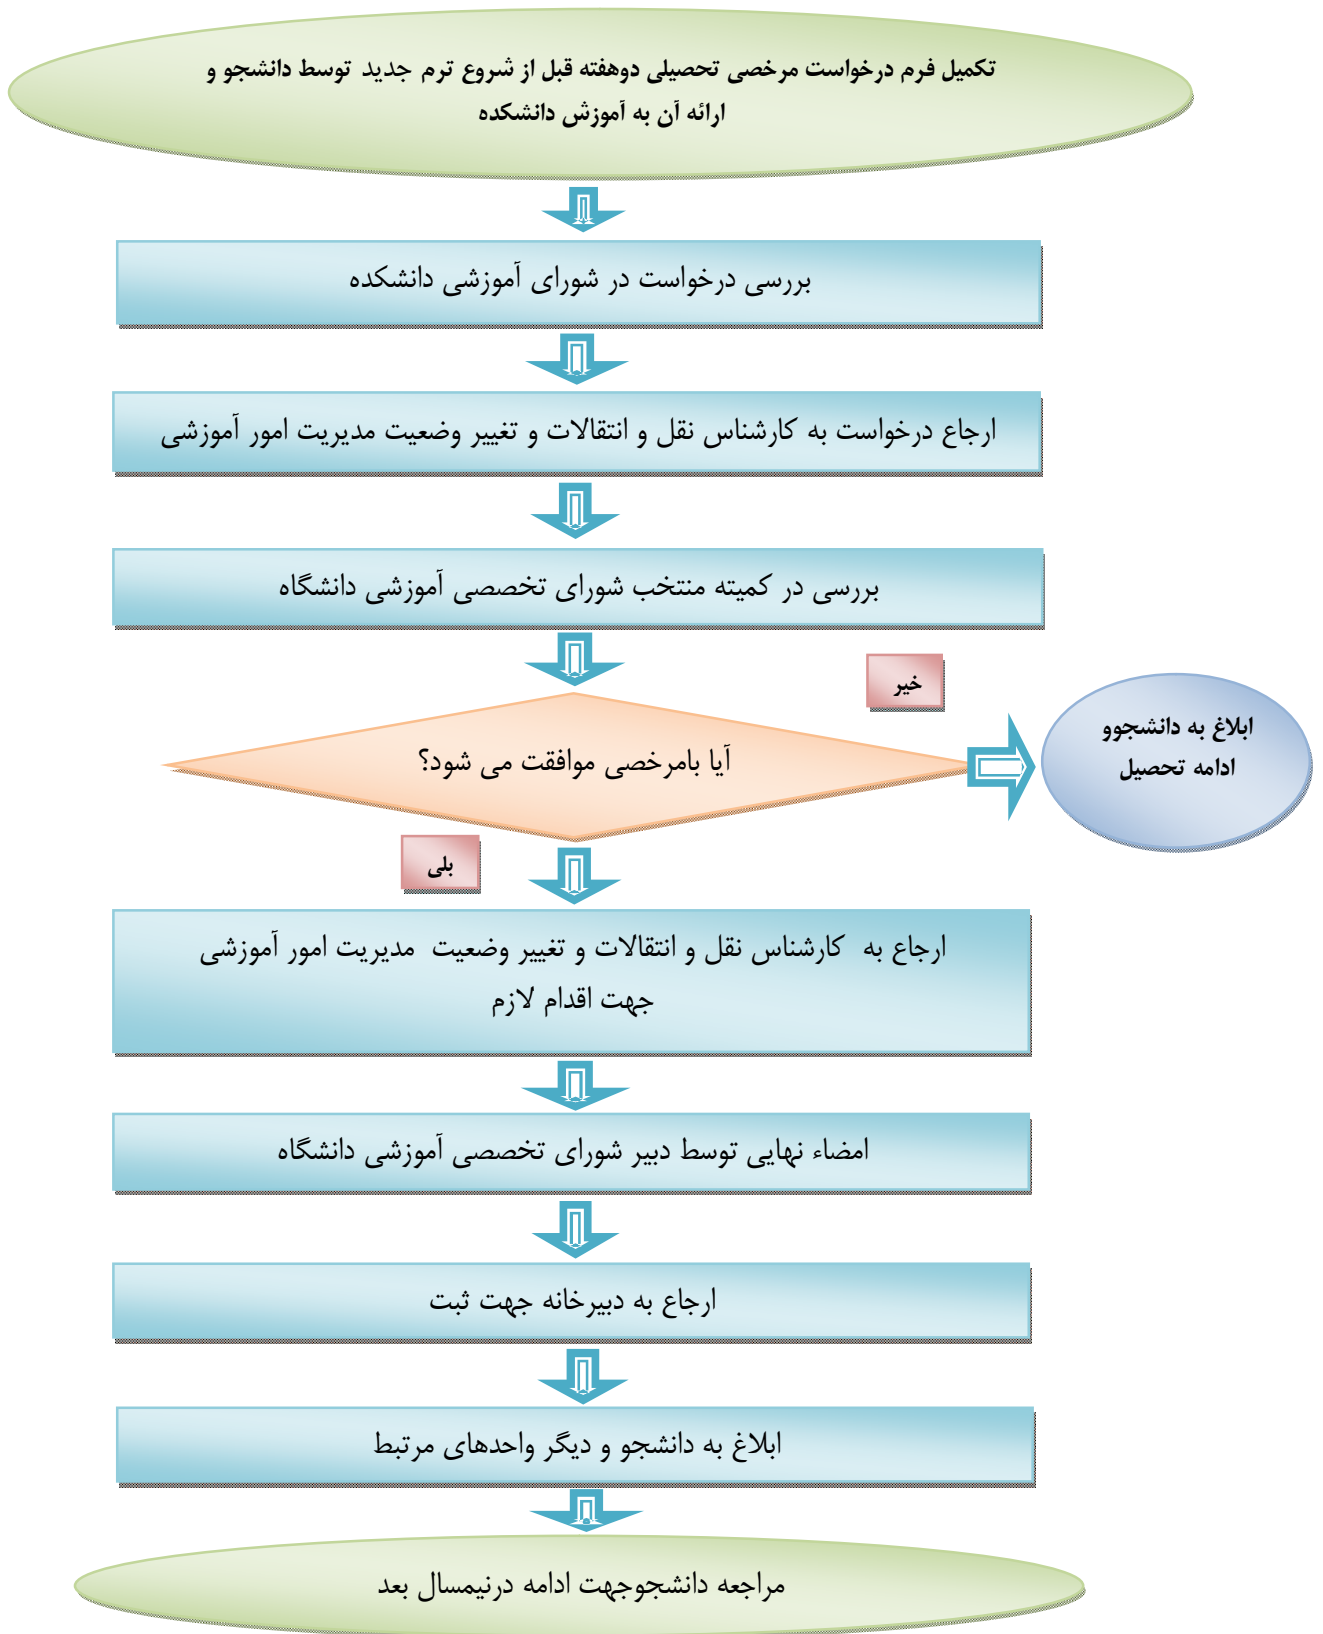 تکمیل فرم درخواست مرخصی تحصیلی دوهفته قبل از شروع ترم جدید توسط دانشجو و
ارائه آن به آموزش دانشکده
بررسی درخواست در شورای آموزشی دانشکده
ارجاع درخواست به کارشناس نقل و انتقالات و تغییر وضعیت مدیریت امور آموزشی
بررسی در کمیته منتخب شورای تخصصی آموزشی دانشگاه
خیر
ابلاغ به دانشجوو
ادامه تحصیل
آیا بامرخصی موافقت می شود؟
بلی
ارجاع به کارشناس نقل و انتقالات و تغییر وضعیت مدیریت امور آموزشی
جهت اقدام لازم
امضاء نهایی توسط دبیر شورای تخصصی آموزشی دانشگاه
ارجاع به دبیرخانه جهت ثبت
ابلاغ به دانشجو و دیگر واحدهای مرتبط
مراجعه دانشجوجهت ادامه درنیمسال بعد